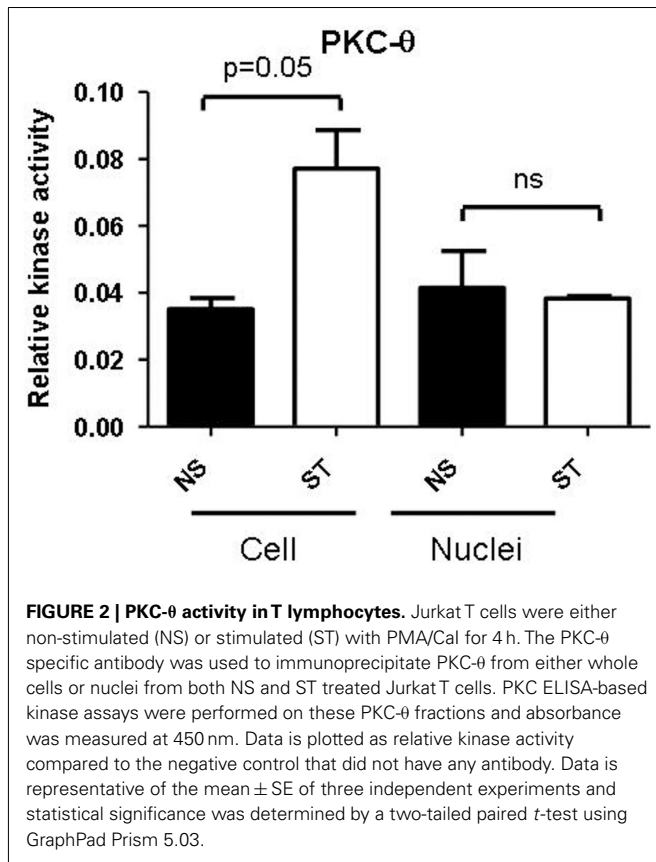 PKC-θ
p=0.05
ns
Relative kinase activity
0.10
0.08
0.06
0.04
0.02
0.00
NS
ST
NS
ST
Cell
Nuclei
FIGURE 2 | PKC-θ activity in T lymphocytes. Jurkat T cells were either
non-stimulated (NS) or stimulated (ST) with PMA/CaI for 4 h. The PKC-θ
specific antibody was used to immunoprecipitate PKC-θ from either whole
cells or nuclei from both NS and ST treated Jurkat T cells. PKC ELISA-based
kinase assays were performed on these PKC-θ fractions and absorbance
was measured at 450 nm. Data is plotted as relative kinase activity
compared to the negative control that did not have any antibody. Data is
representative of the mean ± SE of three independent experiments and
statistical significance was determined by a two-tailed paired t-test using
GraphPad Prism 5.03.